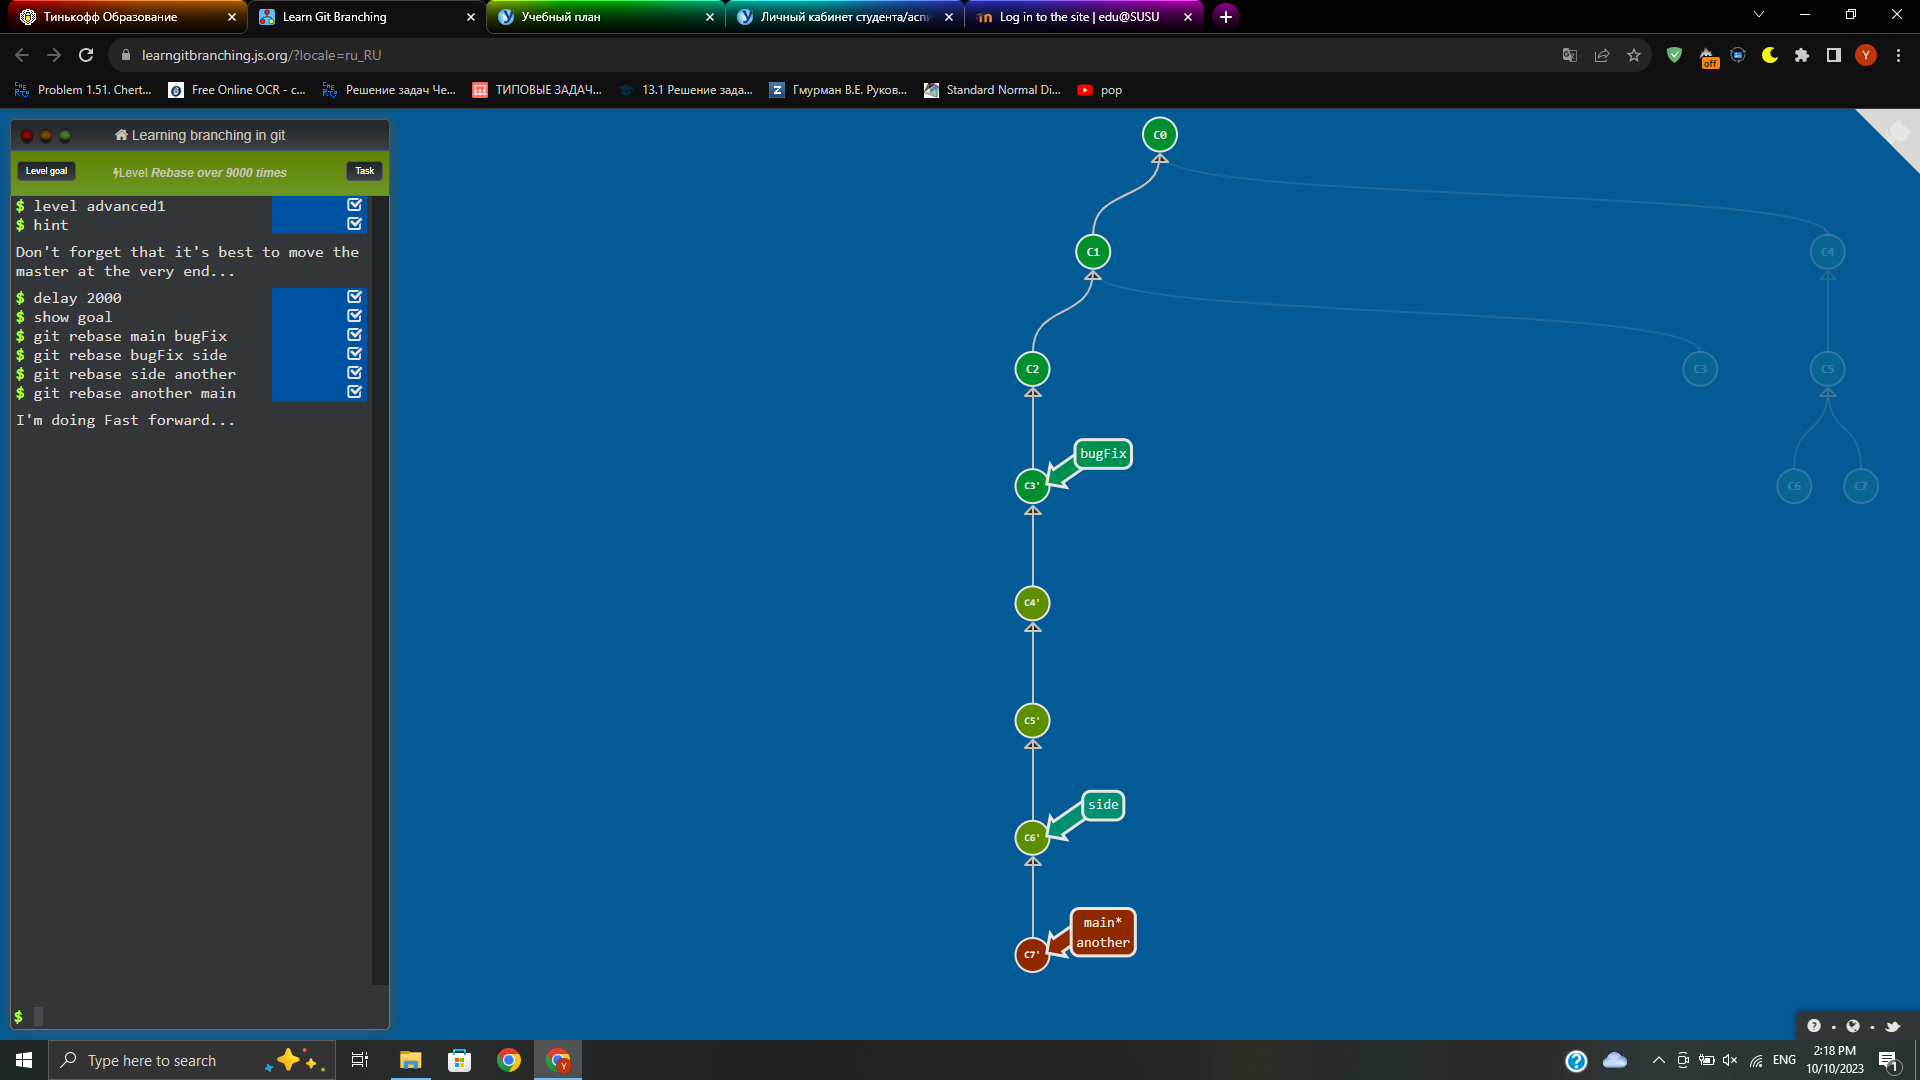 Тинькофф Образование
Learn Git Branching
Учебный план
Личный кабинет студента/аспи
Log in to the site | edu@SUSU
learngitbranching.js.org/?locale=ru_RU
off
Y
Problem 1.51. Chert...
Free Online OCR - c...
Решение задач Че...
ТИПОВЫЕ ЗАДАЧ...
13.1 Решение зада...
Гмурман В.Е. Руков...
Standard Normal Di...
pop
Learning branching in git
Level goal
Level Rebase over 9000 times
Task
$ level advanced1
$ hint
Don't forget that it's best to move the
master at the very end...
$ delay 2000
$ show goal
$ git rebase main bugFix
$ git rebase bugFix side
$ git rebase side another
$ git rebase another main
I'm doing Fast forward...
$
C0
C1
C4
C2
C3
C5
bugFix
C3'
C6
C7
C4'
C5'
side
C6'
main*
another
C7'
Type here to search
ENG
2:18 PM
10/10/2023
1